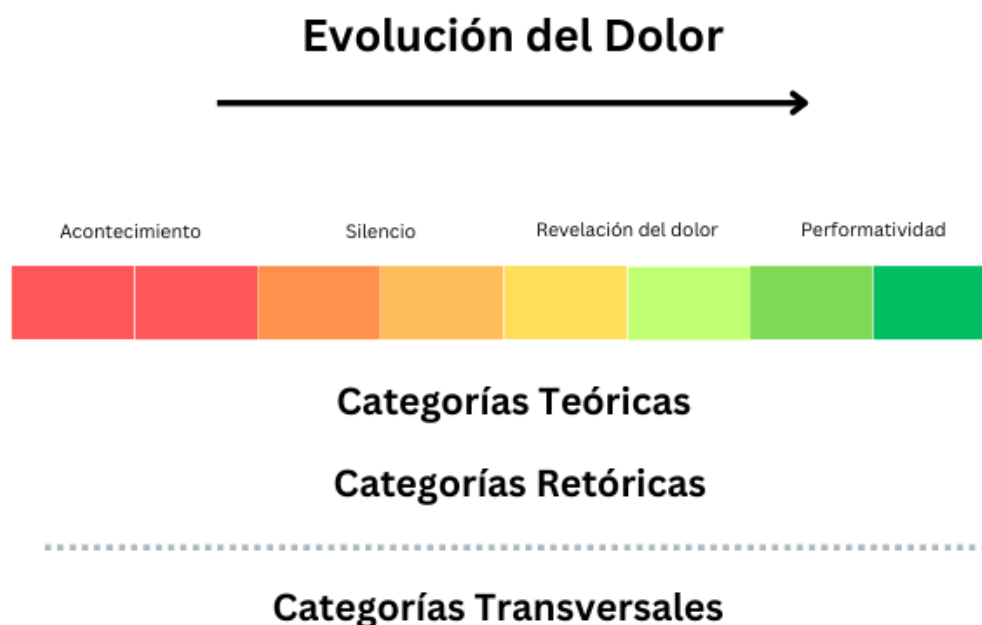 Evolución del Dolor
Acontecimiento Silencio Revelación del dolor Performatividad
Categorías Teóricas
Categorías Retóricas
Categorías Transversales